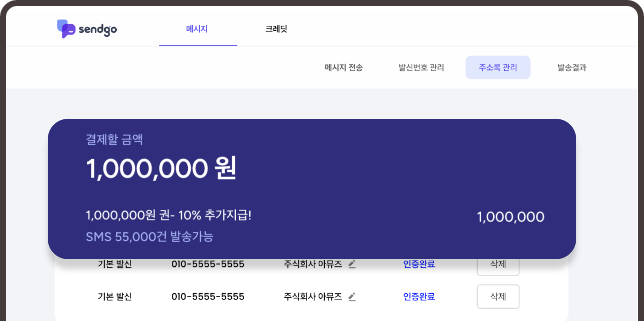 sendgo
메시지 크레딧
메시지 전송 발신번호 관리 주소록 관리 발송결과
결제할 금액
1,000,000 원
1,000,000원 권- 10% 추가지급!
1,000,000
SMS 55,000건 발송가능
기본 발신 010-5555-5555 주식회사 아뮤즈 인증완료 삭제
기본 발신 010-5555-5555 주식회사 아뮤즈 인증완료 삭제